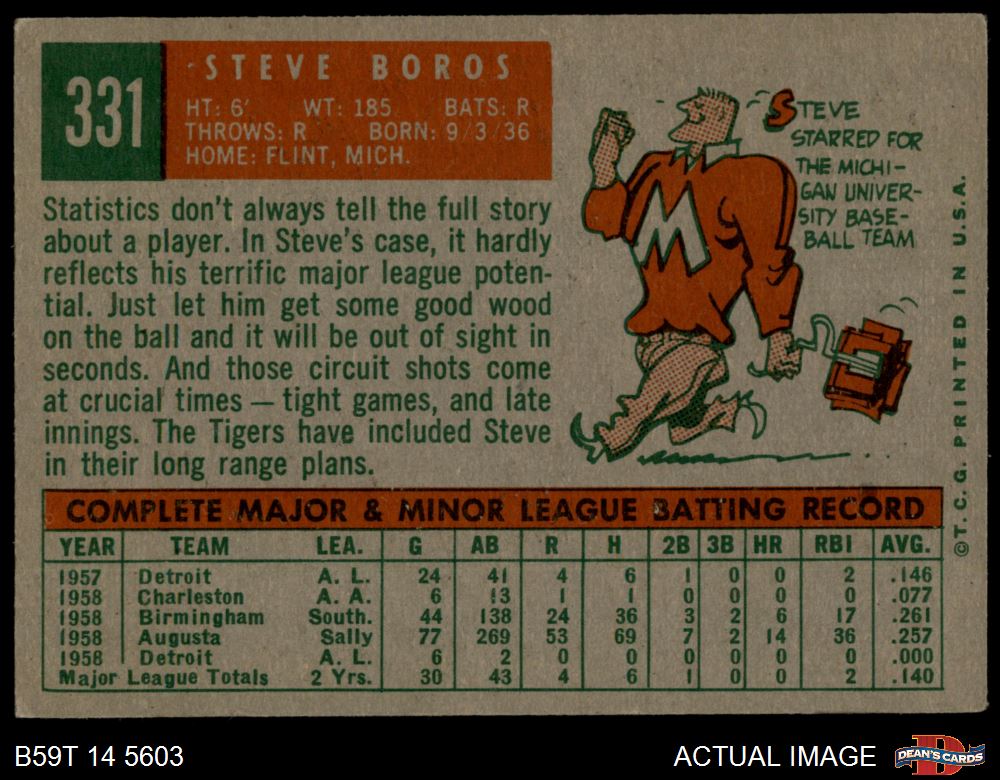 331
STEVE BOROS
HT: 6' WT: 185 BATS: R
THROWS: R BORN: 9/3/36
HOME: FLINT, MICH.
Statistics don't always tell the full story
about a player. In Steve's case, it hardly
reflects his terrific major league poten-
tial. Just let him get some good wood
on the ball and it will be out of sight in
seconds. And those circuit shots come
at crucial times — tight games, and late
innings. The Tigers have included Steve
in their long range plans.
STEVE
STARRED FOR
THE MICHI-
GAN UNIVER-
SITY BASE-
BALL TEAM
M
© T. C. G. PRINTED IN U.S.A.
COMPLETE MAJOR & MINOR LEAGUE BATTING RECORD
YEAR TEAM LEA. G AB R H 2B 3B HR RBI AVG.
1957 Detroit A. L. 24 41 4 6 1 0 0 2 .146
1958 Charleston A. A. 6 13 1 1 0 0 0 0 .077
1958 Birmingham South. 44 138 24 36 3 2 6 17 .261
1958 Augusta Sally 77 269 53 69 7 2 14 36 .257
1958 Detroit A. L. 6 2 0 0 0 0 0 0 .000
Major League Totals 2 Yrs. 30 43 4 6 1 0 0 2 .140
B59T 14 5603
ACTUAL IMAGE
D
DEAN'S CARDS